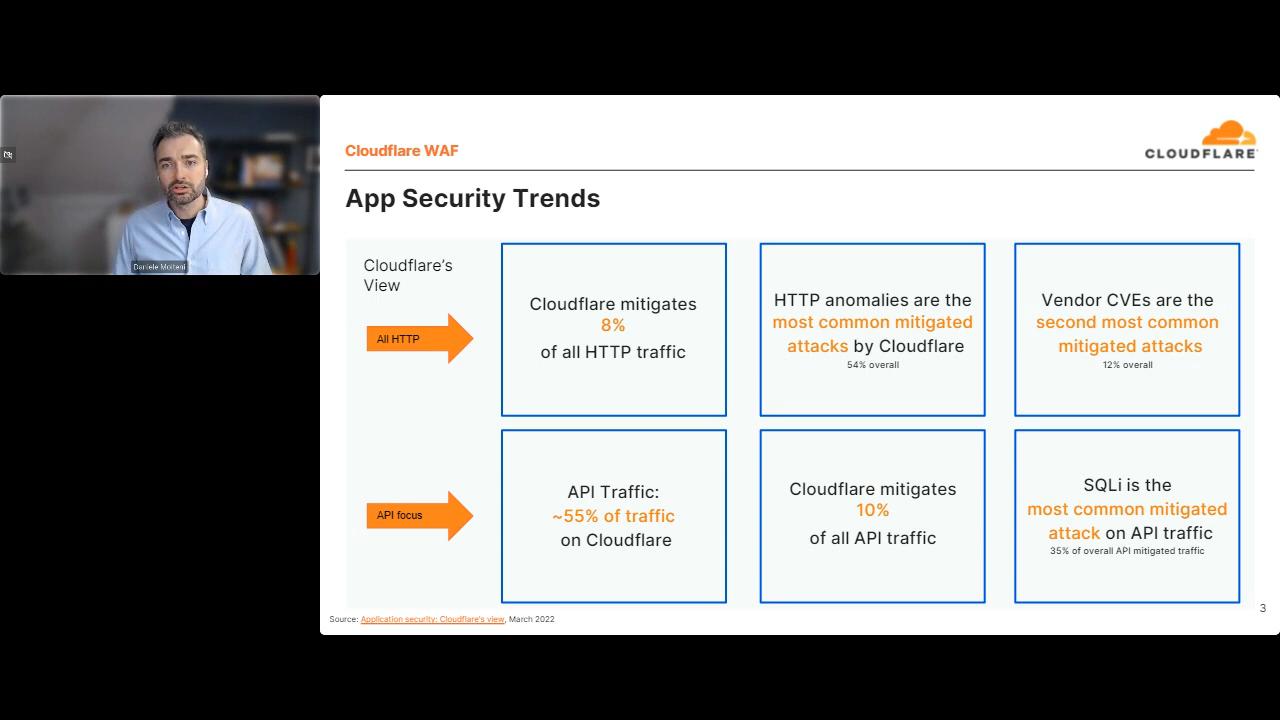 Daniele Molteni
Cloudflare WAF
CLOUDFLARE
App Security Trends
Cloudflare's
View
All HTTP
Cloudflare mitigates
8%
of all HTTP traffic
HTTP anomalies are the
most common mitigated
attacks by Cloudflare
54% overall
Vendor CVEs are the
second most common
mitigated attacks
12% overall
API focus
API Traffic:
~55% of traffic
on Cloudflare
Cloudflare mitigates
10%
of all API traffic
SQLi is the
most common mitigated
attack on API traffic
35% of overall API mitigated traffic
Source: Application security: Cloudflare's view, March 2022
3